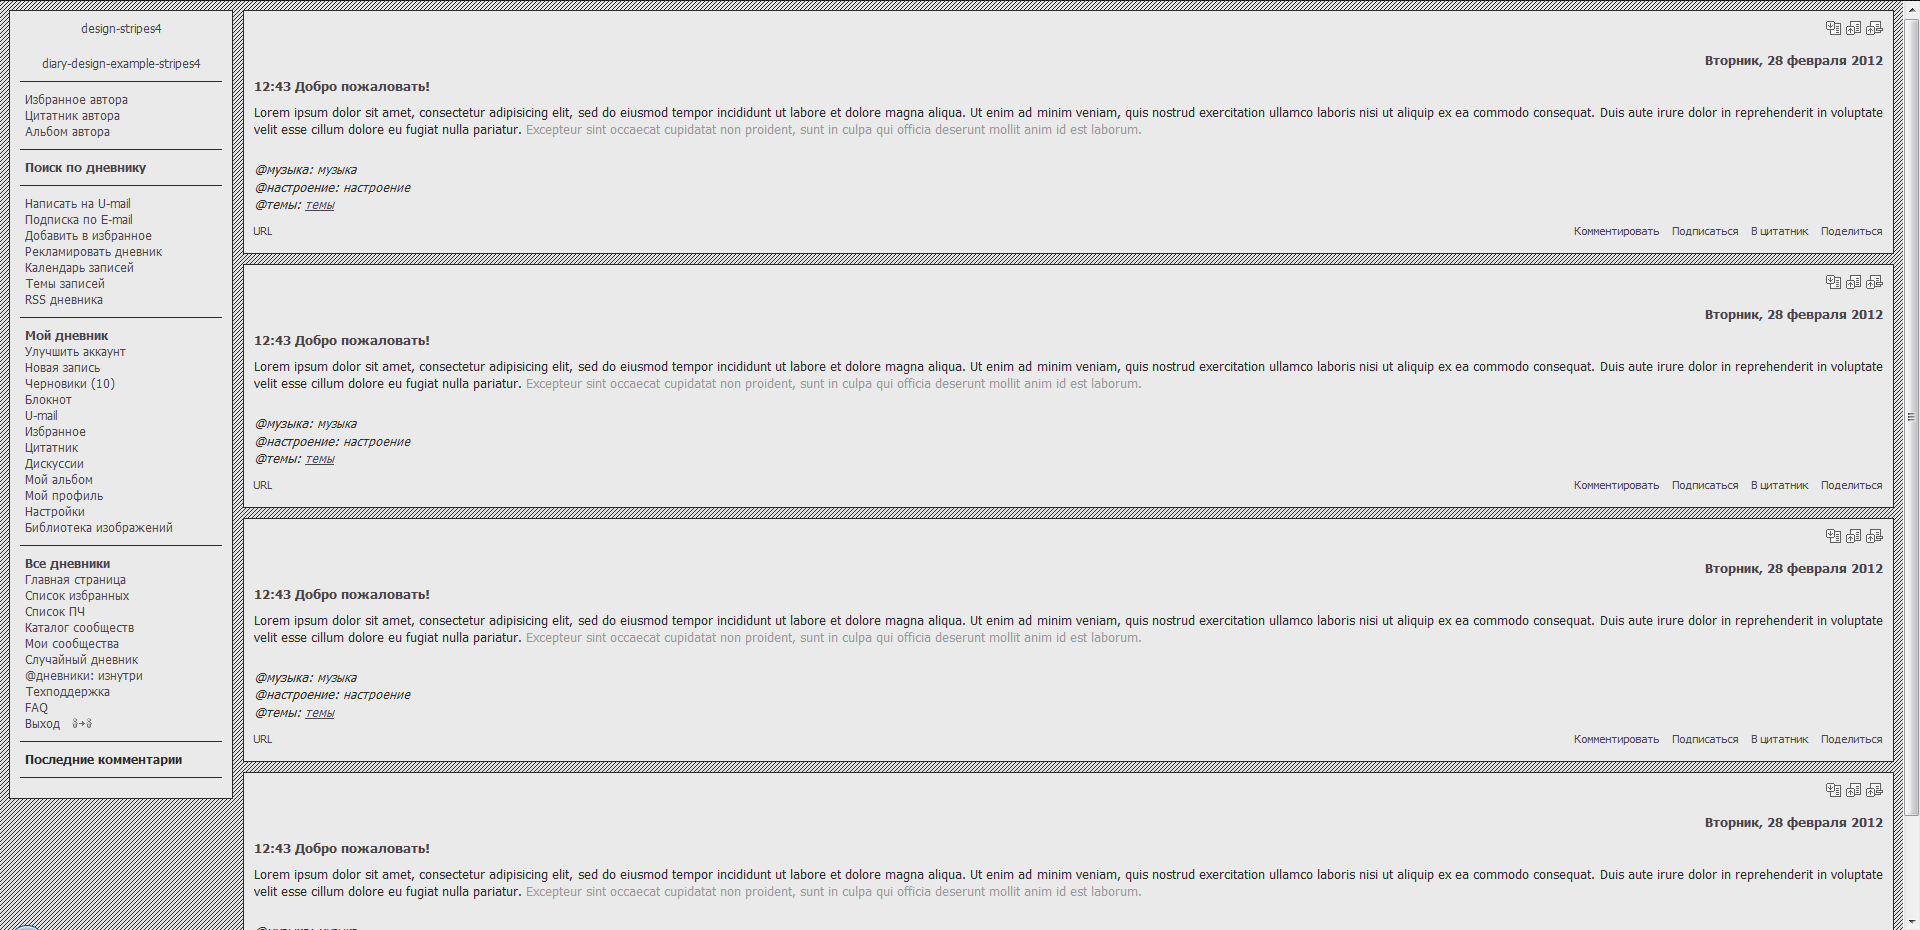 design-stripes4
diary-design-example-stripes4
Избранное автора
Цитатник автора
Альбом автора
Поиск по дневнику
Написать на U-mail
Подписка по E-mail
Добавить в избранное
Рекламировать дневник
Календарь записей
Темы записей
RSS дневника
Мой дневник
Улучшить аккаунт
Новая запись
Черновики (10)
Блокнот
U-mail
Избранное
Цитатник
Дискуссии
Мой альбом
Мой профиль
Настройки
Библиотека изображений
Все дневники
Главная страница
Список избранных
Список ПЧ
Каталог сообществ
Мои сообщества
Случайный дневник
@дневники: изнутри
Техподдержка
FAQ
Выход
Последние комментарии
Вторник, 28 февраля 2012
12:43 Добро пожаловать!
Lorem ipsum dolor sit amet, consectetur adipisicing elit, sed do eiusmod tempor incididunt ut labore et dolore magna aliqua. Ut enim ad minim veniam, quis nostrud exercitation ullamco laboris nisi ut aliquip ex ea commodo consequat. Duis aute irure dolor in reprehenderit in voluptate
velit esse cillum dolore eu fugiat nulla pariatur. Excepteur sint occaecat cupidatat non proident, sunt in culpa qui officia deserunt mollit anim id est laborum.
@музыка: музыка
@настроение: настроение
@темы: темы
URL Комментировать Подписаться В цитатник Поделиться
Вторник, 28 февраля 2012
12:43 Добро пожаловать!
Lorem ipsum dolor sit amet, consectetur adipisicing elit, sed do eiusmod tempor incididunt ut labore et dolore magna aliqua. Ut enim ad minim veniam, quis nostrud exercitation ullamco laboris nisi ut aliquip ex ea commodo consequat. Duis aute irure dolor in reprehenderit in voluptate
velit esse cillum dolore eu fugiat nulla pariatur. Excepteur sint occaecat cupidatat non proident, sunt in culpa qui officia deserunt mollit anim id est laborum.
@музыка: музыка
@настроение: настроение
@темы: темы
URL Комментировать Подписаться В цитатник Поделиться
Вторник, 28 февраля 2012
12:43 Добро пожаловать!
Lorem ipsum dolor sit amet, consectetur adipisicing elit, sed do eiusmod tempor incididunt ut labore et dolore magna aliqua. Ut enim ad minim veniam, quis nostrud exercitation ullamco laboris nisi ut aliquip ex ea commodo consequat. Duis aute irure dolor in reprehenderit in voluptate
velit esse cillum dolore eu fugiat nulla pariatur. Excepteur sint occaecat cupidatat non proident, sunt in culpa qui officia deserunt mollit anim id est laborum.
@музыка: музыка
@настроение: настроение
@темы: темы
URL Комментировать Подписаться В цитатник Поделиться
Вторник, 28 февраля 2012
12:43 Добро пожаловать!
Lorem ipsum dolor sit amet, consectetur adipisicing elit, sed do eiusmod tempor incididunt ut labore et dolore magna aliqua. Ut enim ad minim veniam, quis nostrud exercitation ullamco laboris nisi ut aliquip ex ea commodo consequat. Duis aute irure dolor in reprehenderit in voluptate
velit esse cillum dolore eu fugiat nulla pariatur. Excepteur sint occaecat cupidatat non proident, sunt in culpa qui officia deserunt mollit anim id est laborum.